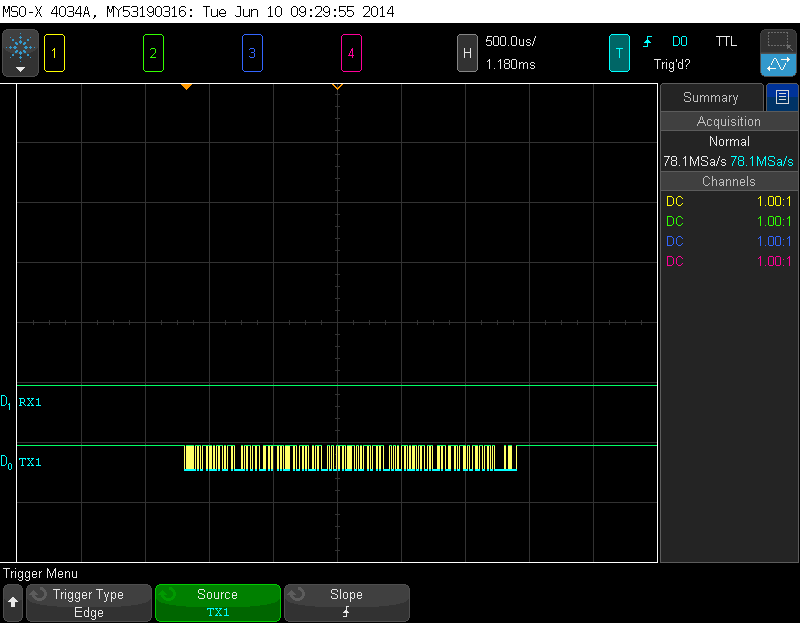 MSO-X 4034A, MY53190316: Tue Jun 10 09:29:55 2014
1 2 3 4 H 500.0us/ 1.180ms T D0 TTL Trig'd?
Summary
Acquisition
Normal
78.1MSa/s 78.1MSa/s
Channels
DC 1.00:1
DC 1.00:1
DC 1.00:1
DC 1.00:1
D1 RX1
D0 TX1
Trigger Menu
Trigger Type Source Slope
Edge TX1